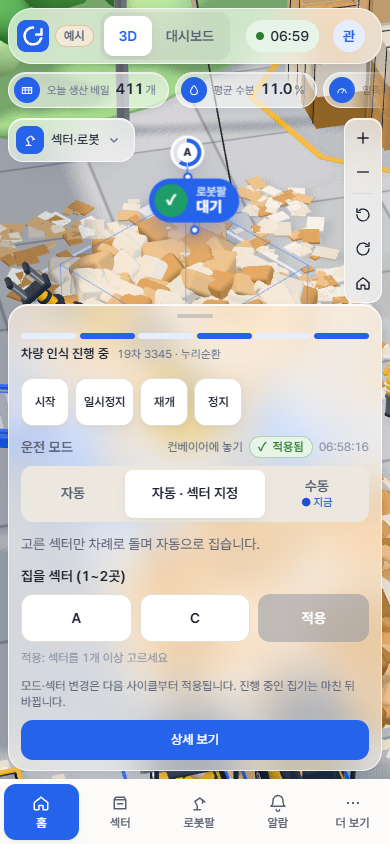 예시
3D
대시보드
06:59
관
오늘 생산 베일 411 개
평균 수분 11.0 %
섹터·로봇
A
로봇팔
대기
차량 인식 진행 중 19차 3345 · 누리순환
시작
일시정지
재개
정지
운전 모드
컨베이어에 놓기
✓ 적용됨
06:58:16
자동
자동 · 섹터 지정
수동
지금
고른 섹터만 차례로 돌며 자동으로 집습니다.
집을 섹터 (1~2곳)
A
C
적용
적용: 섹터를 1개 이상 고르세요
모드·섹터 변경은 다음 사이클부터 적용됩니다. 진행 중인 집기는 마친 뒤
바뀝니다.
상세 보기
홈
섹터
로봇팔
알람
더 보기